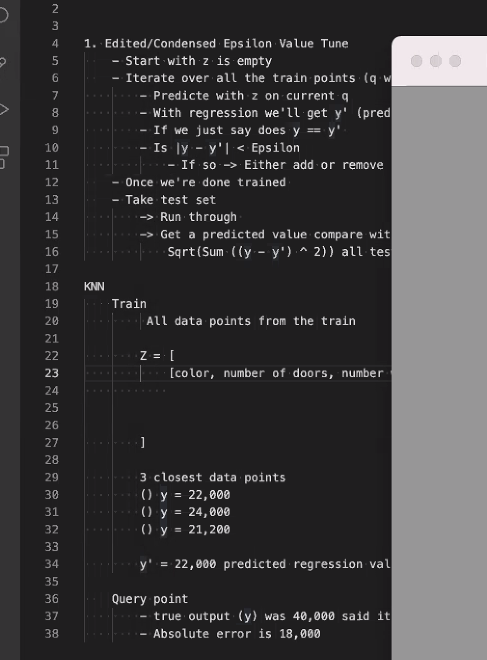 2
3
4 1. Edited/Condensed Epsilon Value Tune
5 - Start with z is empty
6 - Iterate over all the train points (q w
7 - Predicte with z on current q
8 - With regression we'll get y' (pred
9 - If we just say does y == y'
10 - Is |y - y'| < Epsilon
11 - If so -> Either add or remove
12 - Once we're done trained
13 - Take test set
14 -> Run through
15 -> Get a predicted value compare wit
16 Sqrt(Sum ((y - y') ^ 2)) all tes
17
18 KNN
19 Train
20 All data points from the train
21
22 Z = [
23 [color, number of doors, number
24
25
26
27 ]
28
29 3 closest data points
30 () y = 22,000
31 () y = 24,000
32 () y = 21,200
33
34 y' = 22,000 predicted regression val
35
36 Query point
37 - true output (y) was 40,000 said it
38 - Absolute error is 18,000